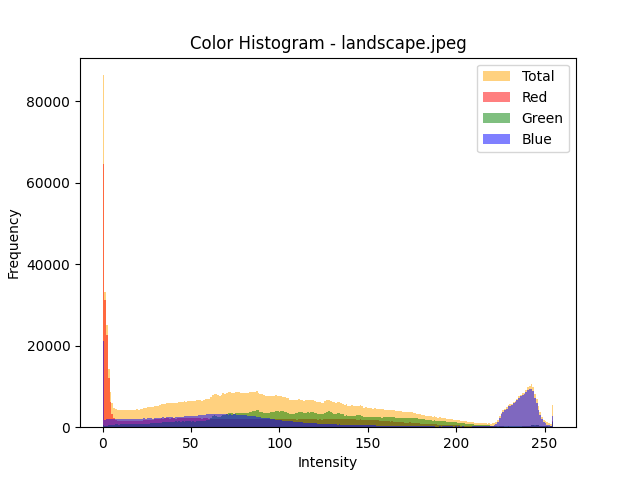 Color Histogram - landscape.jpeg
Total
Red
Green
Blue
80000
60000
40000
20000
0
Frequency
0 50 100 150 200 250
Intensity